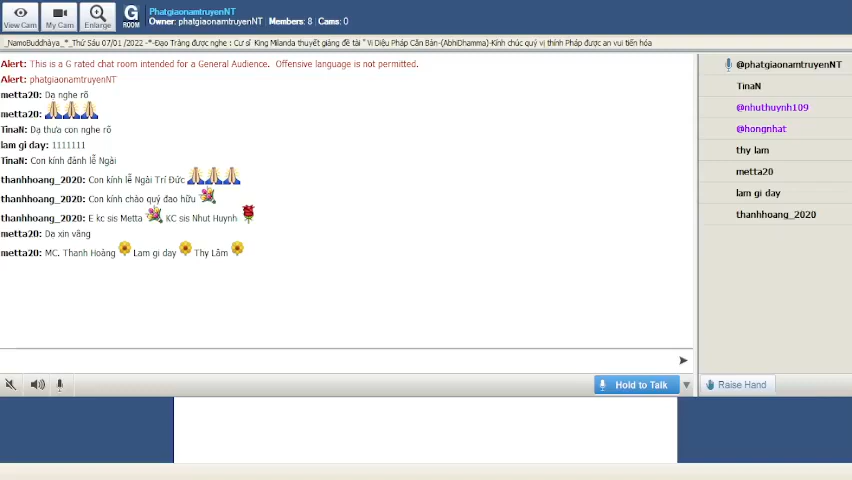 View Cam
My Cam
Enlarge
G
ROOM
PhatgiaonamtruyenNT
Owner: phatgiaonamtruyenNT | Members: 8 | Cams: 0
_NamoBuddhàya_*_Thứ Sáu 07/01 /2022 -*-Đạo Tràng được nghe : Cư sĩ King Milanda thuyết giảng đề tài " Vi Diệu Pháp Căn Bản-(AbhiDhamma)-Kính chúc quý vị thính Pháp được an vui tiến hóa
Alert: This is a G rated chat room intended for a General Audience. Offensive language is not permitted.
Alert: phatgiaonamtruyenNT
metta20: Dạ nghe rõ
metta20:
TinaN: Dạ thưa con nghe rõ
lam gi day: 1111111
TinaN: Con kính đảnh lễ Ngài
thanhhoang_2020: Con kính lễ Ngài Trí Đức
thanhhoang_2020: Con kính chào quý đạo hữu
thanhhoang_2020: E kc sis Metta KC sis Nhut Huynh
metta20: Dạ xin vâng
metta20: MC. Thanh Hoàng Lam gi day Thy Lâm
Hold to Talk
@phatgiaonamtruyenNT
TinaN
@nhuthuynh109
@hongnhat
thy lam
metta20
lam gi day
thanhhoang_2020
Raise Hand